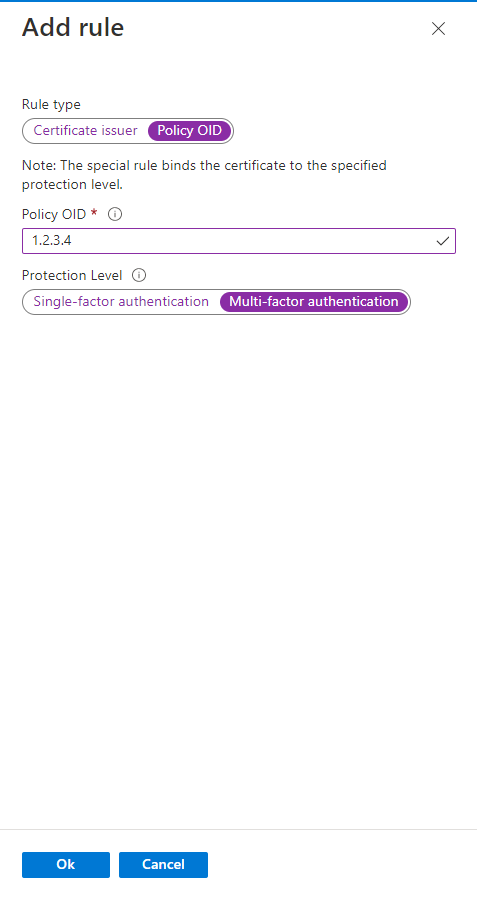 Add rule
Rule type
Certificate issuer Policy OID
Note: The special rule binds the certificate to the specified
protection level.
Policy OID *
1.2.3.4
Protection Level
Single-factor authentication Multi-factor authentication
Ok Cancel